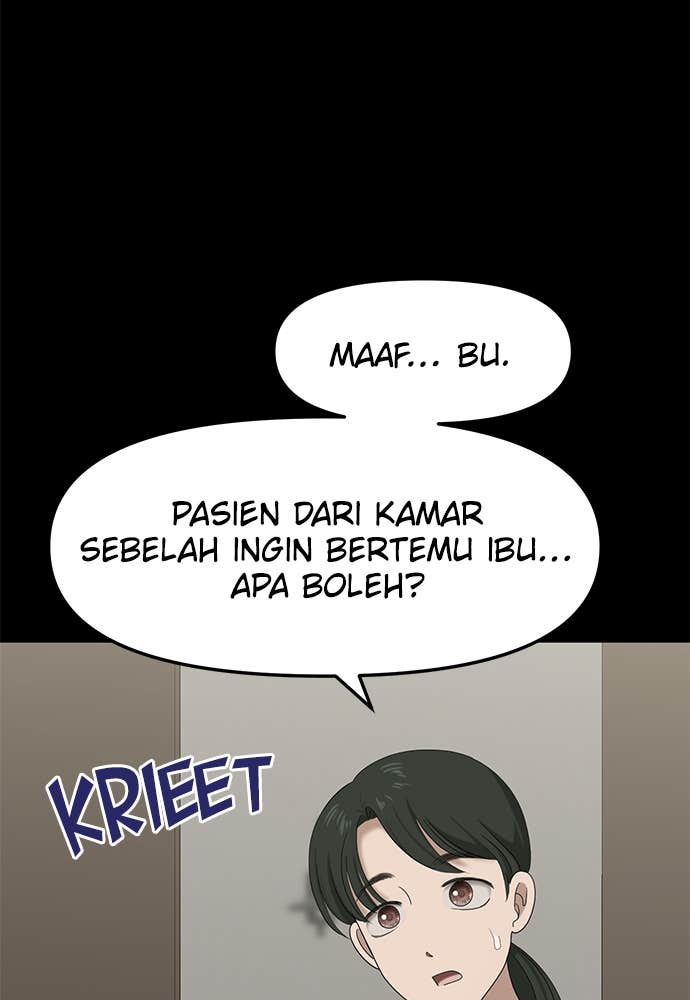 MAAF... BU.
PASIEN DARI KAMAR
SEBELAH INGIN BERTEMU IBU...
APA BOLEH?
KRIEET